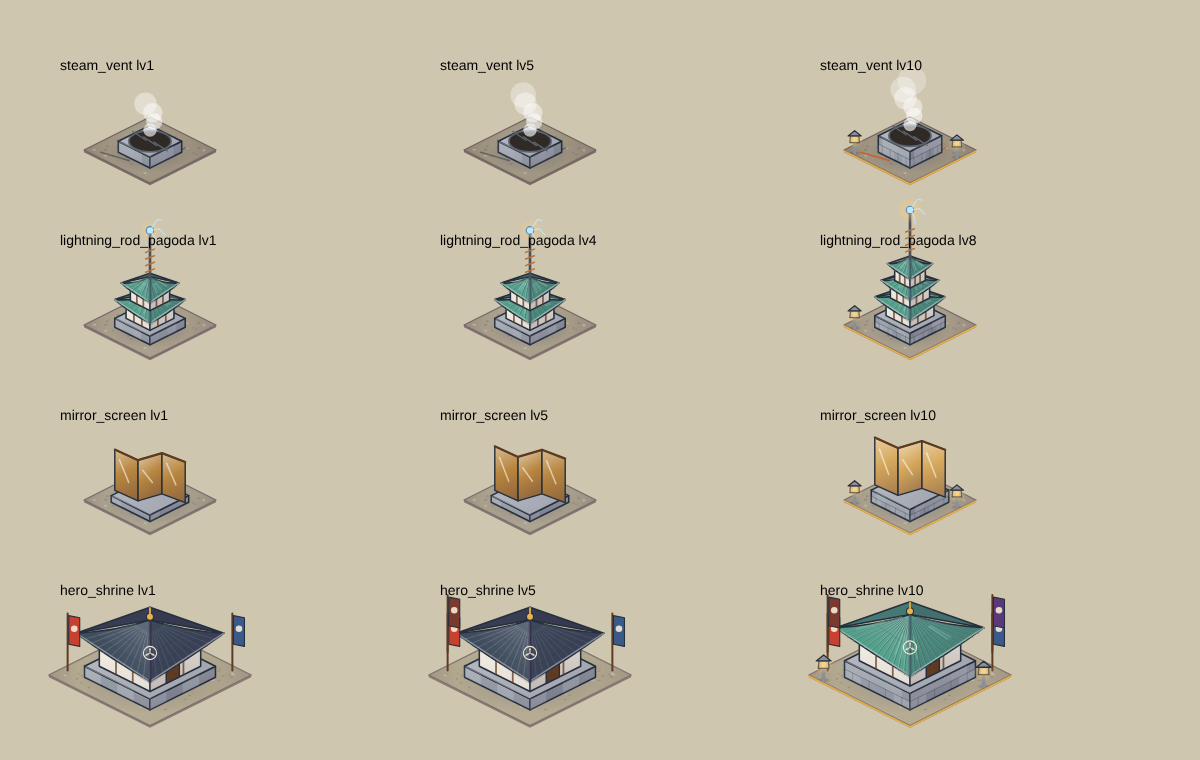 steam_vent lv1
steam_vent lv5
steam_vent lv10
lightning_rod_pagoda lv1
lightning_rod_pagoda lv4
lightning_rod_pagoda lv8
mirror_screen lv1
mirror_screen lv5
mirror_screen lv10
hero_shrine lv1
hero_shrine lv5
hero_shrine lv10